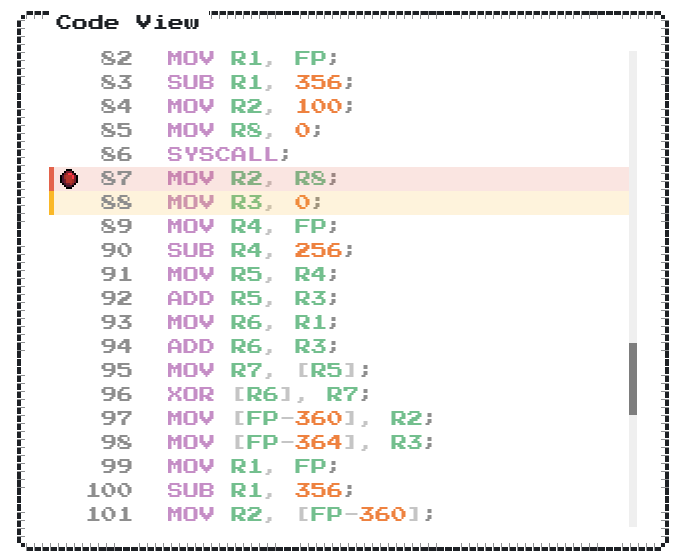 Code View
82 MOV R1, FP;
83 SUB R1, 356;
84 MOV R2, 100;
85 MOV R8, 0;
86 SYSCALL;
87 MOV R2, R8;
88 MOV R3, 0;
89 MOV R4, FP;
90 SUB R4, 256;
91 MOV R5, R4;
92 ADD R5, R3;
93 MOV R6, R1;
94 ADD R6, R3;
95 MOV R7, [R5];
96 XOR [R6], R7;
97 MOV [FP-360], R2;
98 MOV [FP-364], R3;
99 MOV R1, FP;
100 SUB R1, 356;
101 MOV R2, [FP-360];